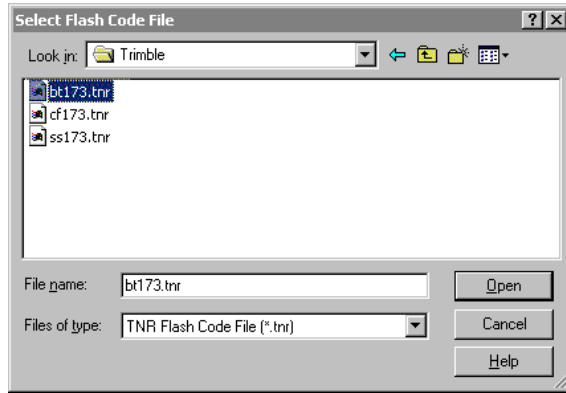 Select Flash Code File
Look in: Trimble
bt173.tnr
cf173.tnr
ss173.tnr
File name: bt173.tnr Open
Files of type: TNR Flash Code File (*.tnr) Cancel
Help